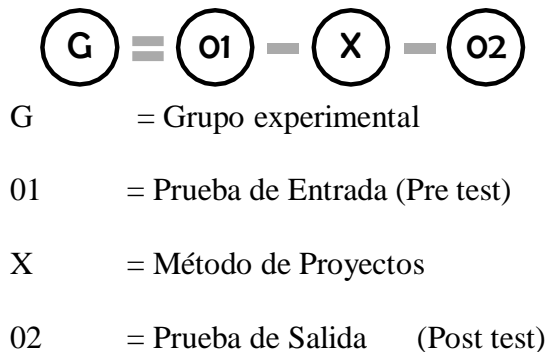 G = 01 – X – 02
G = Grupo experimental
01 = Prueba de Entrada (Pre test)
X = Método de Proyectos
02 = Prueba de Salida (Post test)